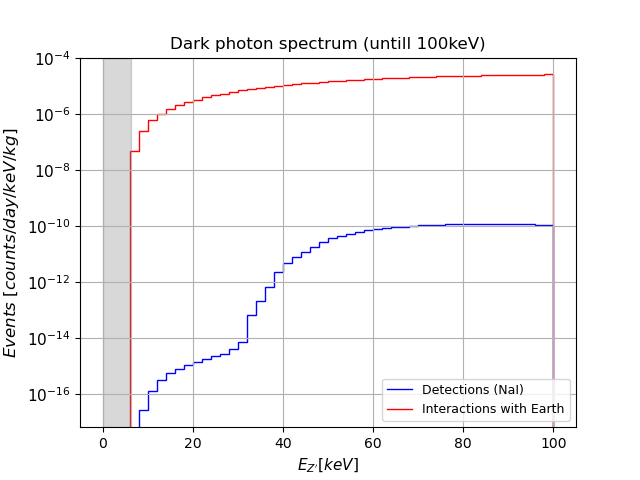 Dark photon spectrum (untill 100keV)
Events [counts/day/keV/kg]
10⁻⁴
10⁻⁶
10⁻⁸
10⁻¹⁰
10⁻¹²
10⁻¹⁴
10⁻¹⁶
Detections (NaI)
Interactions with Earth
0 20 40 60 80 100
E_Z'[keV]